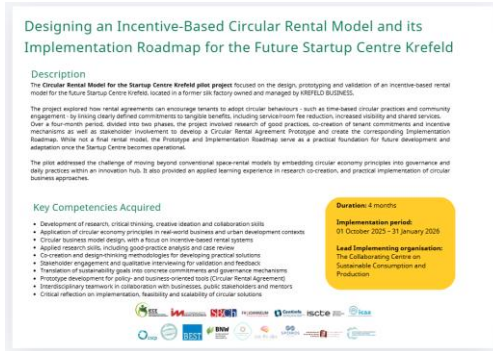 Designing an Incentive-Based Circular Rental Model and its
Implementation Roadmap for the Future Startup Centre Krefeld
Description
The Circular Rental Model for the Startup Centre Krefeld pilot project focused on the design, prototyping and validation of an incentive-based rental
model for the future Startup Centre Krefeld, located in a former silk factory owned and managed by KREFELD BUSINESS.
The project explored how rental agreements can encourage tenants to adopt circular behaviours - such as time-based circular practices and community
engagement - by linking clearly defined commitments to tangible benefits, including service/room fee reduction, increased visibility and shared services.
Over a four-month period, divided into two phases, the project involved research of good practices, co-creation of tenant commitments and incentive
mechanisms as well as stakeholder involvement to develop a Circular Rental Agreement Prototype and create the corresponding Implementation
Roadmap. While not a final rental model, the Prototype and Implementation Roadmap serve as a practical foundation for future development and
adaptation once the Startup Centre becomes operational.
The pilot addressed the challenge of moving beyond conventional space-rental models by embedding circular economy principles into governance and
daily practices within an innovation hub. It also provided an applied learning experience in research, co-creation, and practical implementation of circular
business approaches.
Key Competencies Acquired
• Development of research, critical thinking, creative ideation and collaboration skills
• Application of circular economy principles in real-world business and urban development contexts
• Circular business model design, with a focus on incentive-based rental systems
• Applied research skills, including good-practice analysis and case review
• Co-creation and design-thinking methodologies for developing practical solutions
• Stakeholder engagement and qualitative interviewing for validation and feedback
• Translation of sustainability goals into concrete commitments and governance mechanisms
• Prototype development for policy- and business-oriented tools (Circular Agreement)
• Interdisciplinary teamwork in collaboration with businesses, public stakeholders and mentors
• Critical reflection on implementation, feasibility and scalability of circular solutions
Duration: 4 months
Implementation period:
01 October 2025 – 31 January 2026
Lead Implementing organisation:
The Collaborating Centre on
Sustainable Consumption and
Production
SBCh
iscte
BEST
BNW